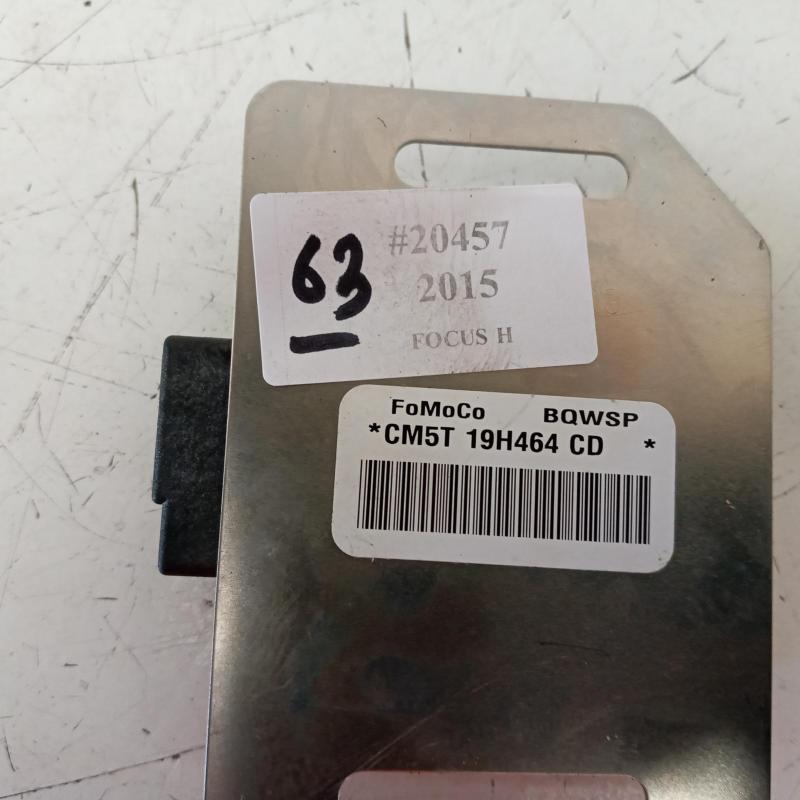 63
#20457
2015
FOCUS H
FoMoCo BQWSP
*CM5T 19H464 CD *